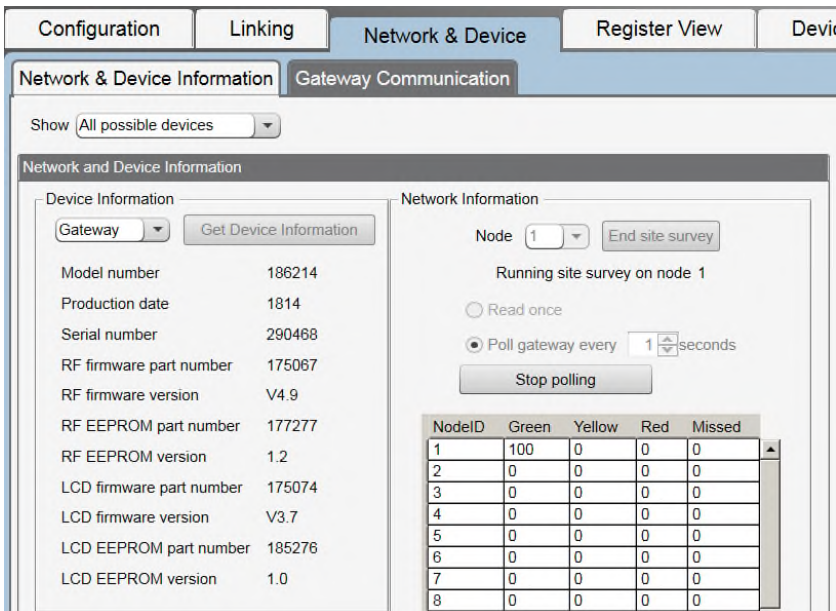 Configuration Linking Network & Device Register View Devic
Network & Device Information Gateway Communication
Show All possible devices
Network and Device Information
Device Information
Gateway Get Device Information
Model number 186214
Production date 1814
Serial number 290468
RF firmware part number 175067
RF firmware version V4.9
RF EEPROM part number 177277
RF EEPROM version 1.2
LCD firmware part number 175074
LCD firmware version V3.7
LCD EEPROM part number 185276
LCD EEPROM version 1.0
Network Information
Node 1 End site survey
Running site survey on node 1
Read once
Poll gateway every 1 seconds
Stop polling
NodeID Green Yellow Red Missed
1 100 0 0 0
2 0 0 0 0
3 0 0 0 0
4 0 0 0 0
5 0 0 0 0
6 0 0 0 0
7 0 0 0 0
8 0 0 0 0